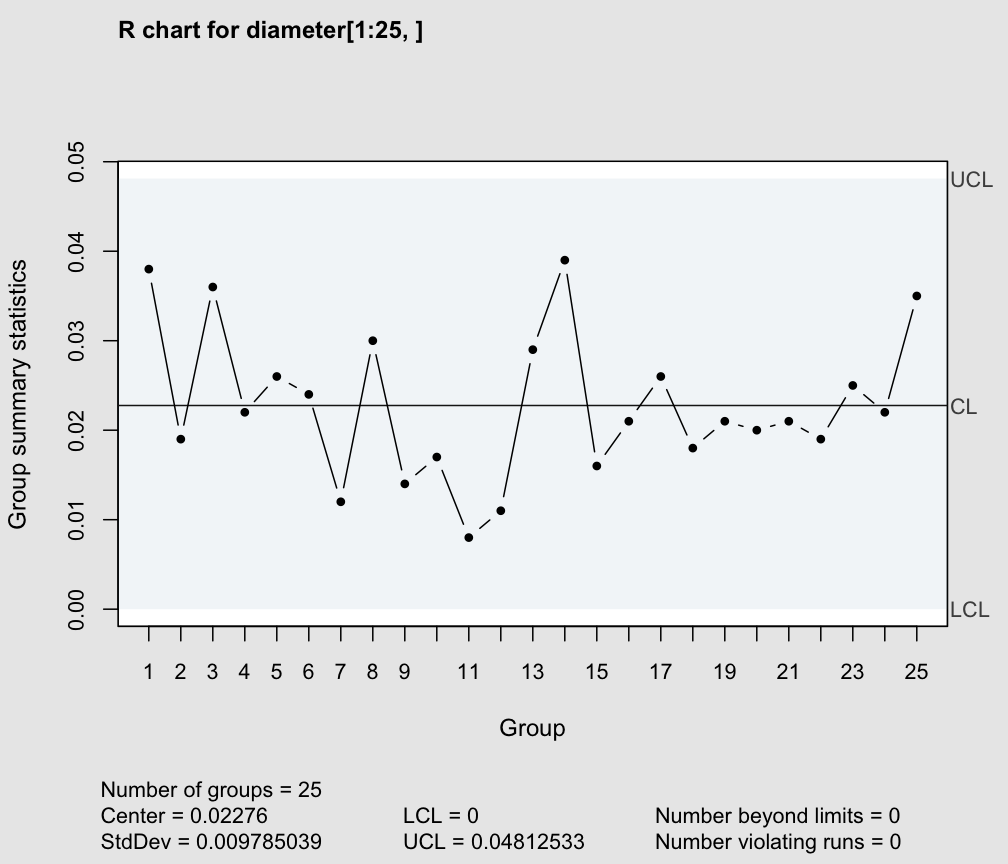 R chart for diameter[1:25, ]
Group summary statistics
0.05
0.04
0.03
0.02
0.01
0.00
UCL
CL
LCL
1 2 3 4 5 6 7 8 9 11 13 15 17 19 21 23 25
Group
Number of groups = 25
Center = 0.02276 LCL = 0 Number beyond limits = 0
StdDev = 0.009785039 UCL = 0.04812533 Number violating runs = 0